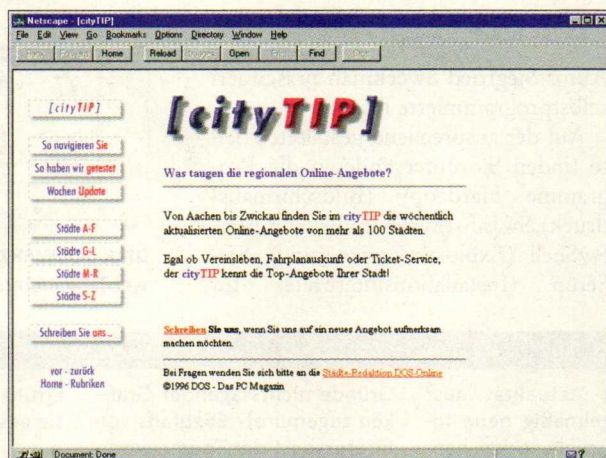 Netscape - [cityTIP]
File Edit View Go Bookmarks Options Directory Window Help
Home Reload Open Find
[cityTIP]
So navigieren Sie
So haben wir getestet
Wochen Update
Städte A-F
Städte G-L
Städte M-R
Städte S-Z
Schreiben Sie uns...
vor - zurück
Home - Rubriken
[cityTIP]
Was taugen die regionalen Online-Angebote?
Von Aachen bis Zwickau finden Sie im cityTIP die wöchentlich
aktualisierten Online-Angebote von mehr als 100 Städten.
Egal ob Vereinsleben, Fahrplanauskunft oder Ticket-Service,
der cityTIP kennt die Top-Angebote Ihrer Stadt!
Schreiben Sie uns, wenn Sie uns auf ein neues Angebot aufmerksam
machen möchten.
Bei Fragen wenden Sie sich bitte an die Städte-Redaktion DOS-Online
©1996 DOS - Das PC Magazin
Document: Done